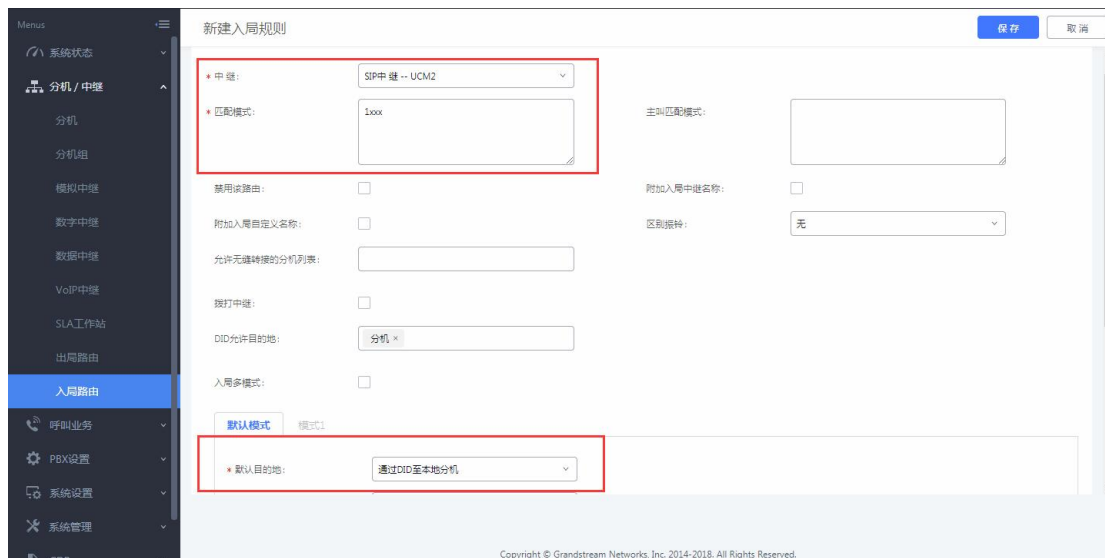 Menus
新建入局规则
保存
取消
系统状态
分机 / 中继
分机
分机组
模拟中继
数字中继
数据中继
VoIP中继
SLA工作站
出局路由
入局路由
呼叫业务
PBX设置
系统设置
系统管理
* 中继:
SIP中继 -- UCM2
* 匹配模式:
1xxx
主叫匹配模式:
禁用该路由:
附加入局中继名称:
附加入局自定义名称:
区别振铃:
无
允许无缝转接的分机列表:
拨打中继:
DID允许目的地:
分机 ×
入局多模式:
默认模式
模式1
* 默认目的地:
通过DID至本地分机
Copyright © Grandstream Networks, Inc. 2014-2018. All Rights Reserved.